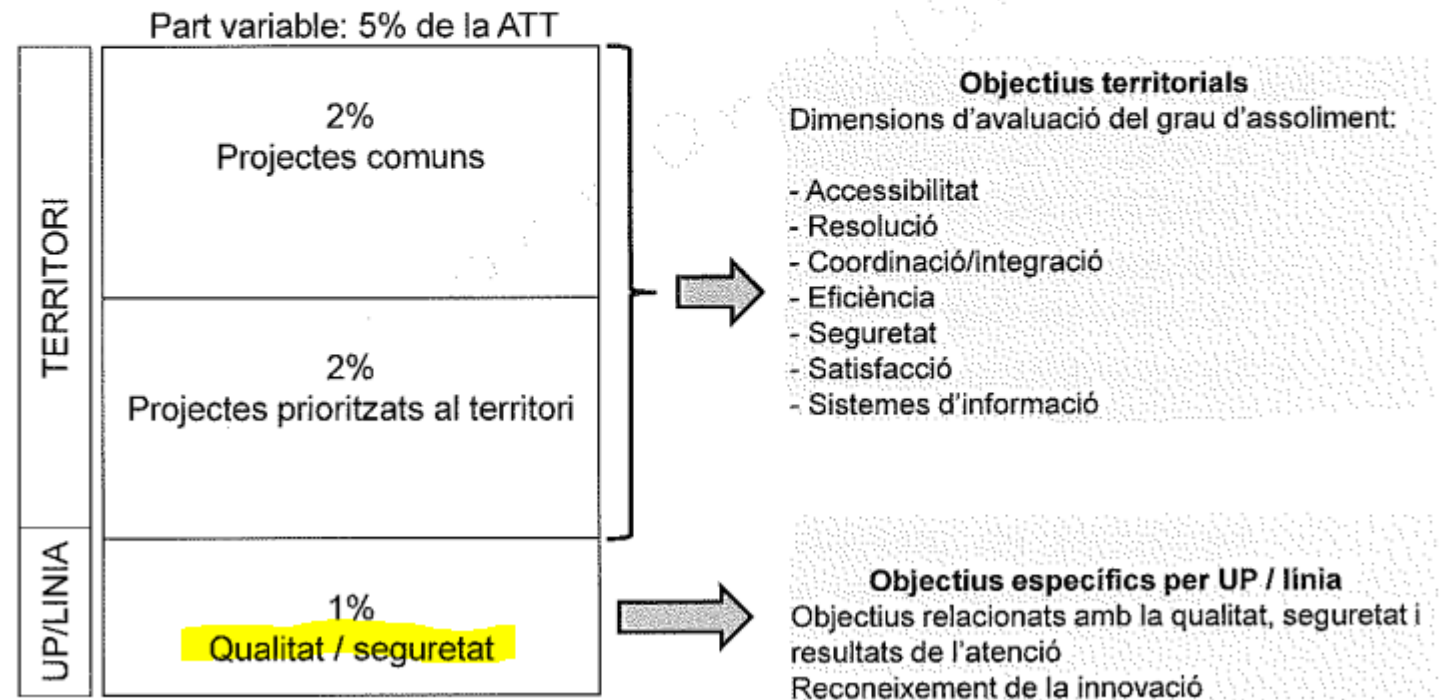 Part variable: 5% de la ATT
TERRITORI
2%
Projectes comuns
2%
Projectes prioritzats al territori
Objectius territorials
Dimensions d'avaluació del grau d'assoliment:
- Accessibilitat
- Resolució
- Coordinació/integració
- Eficiència
- Seguretat
- Satisfacció
- Sistemes d'informació
UP/LINIA
1%
Qualitat / seguretat
Objectius específics per UP / línia
Objectius relacionats amb la qualitat, seguretat i
resultats de l'atenció
Reconeixement de la innovació